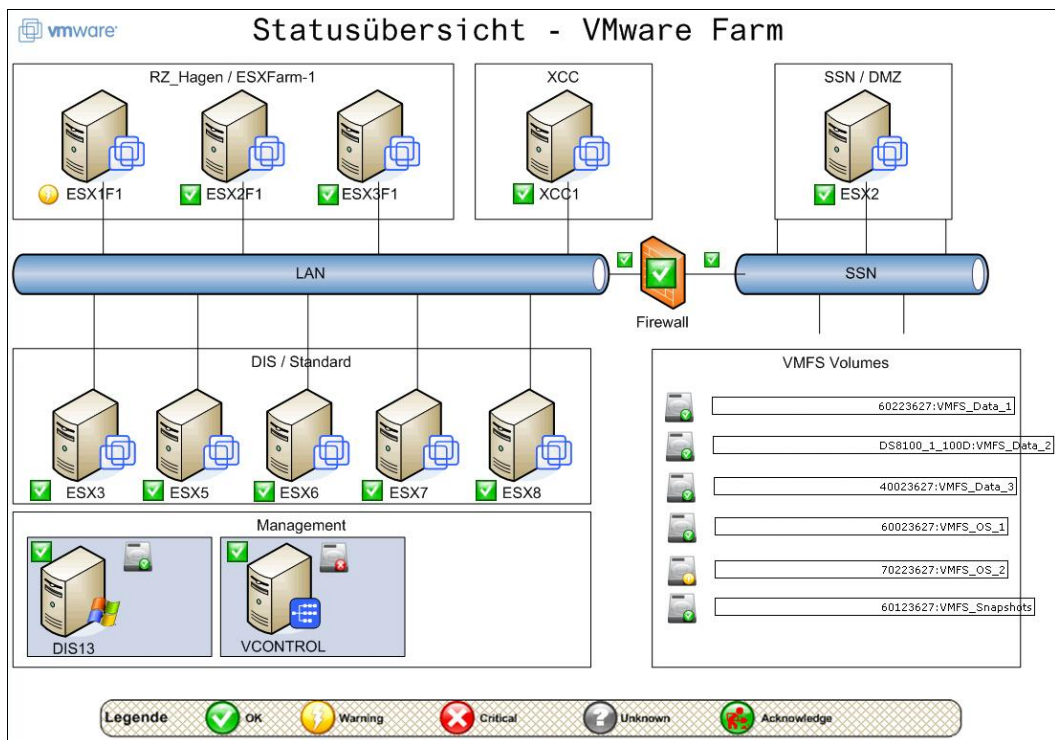 vmware
Statusübersicht - VMware Farm
RZ_Hagen / ESXFarm-1
XCC
SSN / DMZ
ESX1F1
ESX2F1
ESX3F1
XCC1
ESX2
LAN
SSN
Firewall
DIS / Standard
VMFS Volumes
60223627:VMFS_Data_1
DS8100_1_100D:VMFS_Data_2
40023627:VMFS_Data_3
60023627:VMFS_OS_1
70223627:VMFS_OS_2
60123627:VMFS_Snapshots
ESX3
ESX5
ESX6
ESX7
ESX8
Management
DIS13
VCONTROL
Legende
OK
Warning
Critical
Unknown
Acknowledge